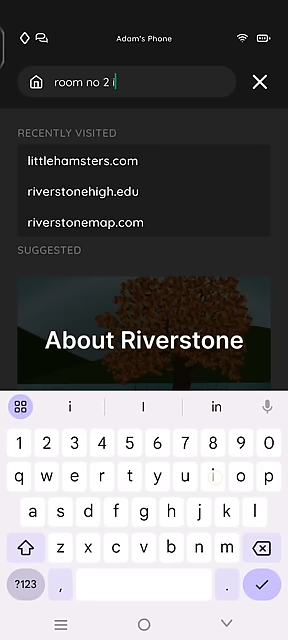 Adam's Phone
room no 2 i
RECENTLY VISITED
littlehamsters.com
riverstonehigh.edu
riverstonemap.com
SUGGESTED
About Riverstone
i I in
1 2 3 4 5 6 7 8 9 0
q w e r t y u i o p
a s d f g h j k l
z x c v b n m
?123 , .